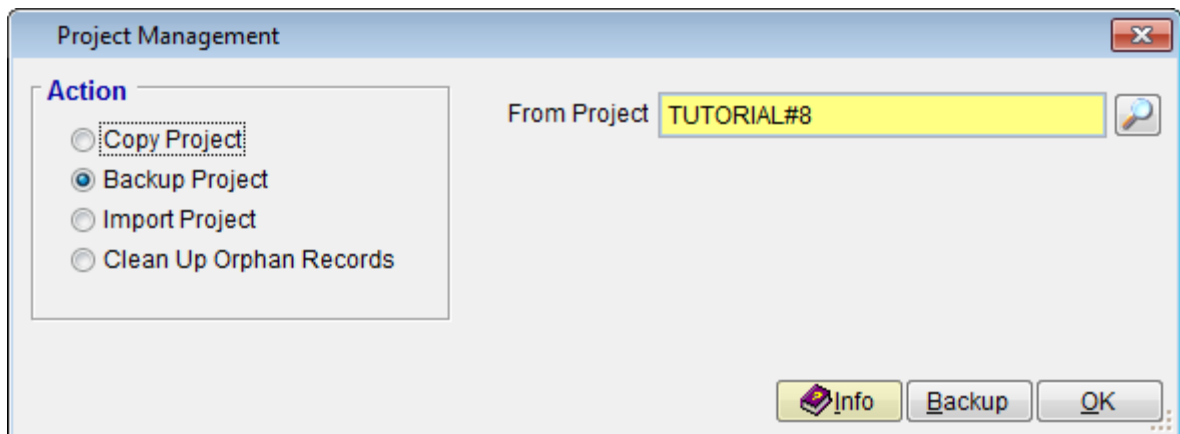 Project Management
Action
Copy Project
Backup Project
Import Project
Clean Up Orphan Records
From Project TUTORIAL#8
Info Backup OK